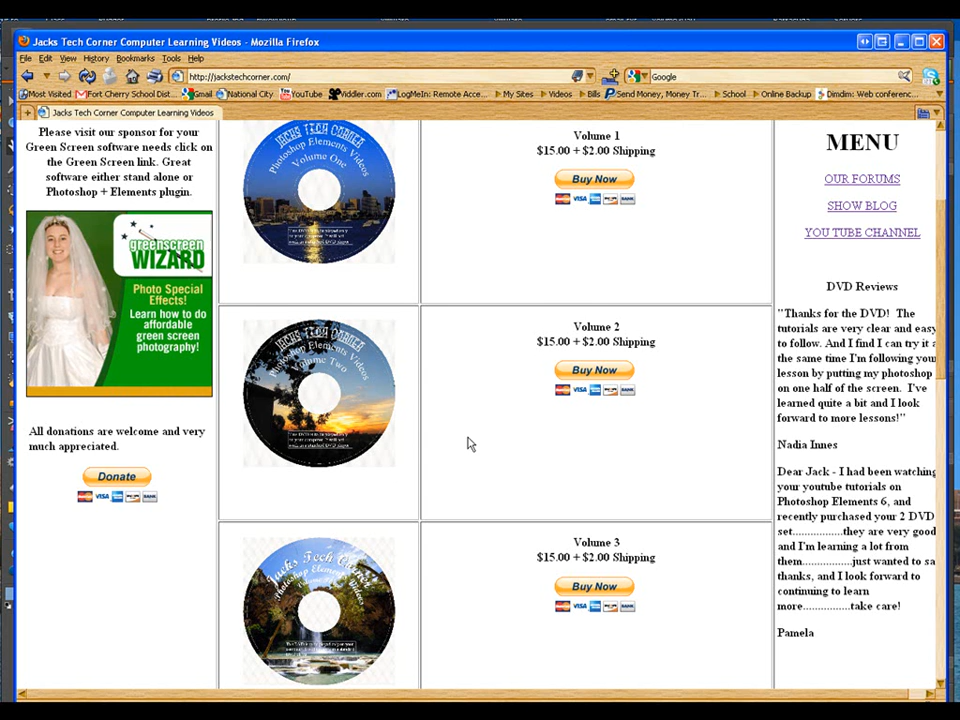 Jacks Tech Corner Computer Learning Videos - Mozilla Firefox
File Edit View History Bookmarks Tools Help
http://jackstechcorner.com/
Google
Most Visited Fort Cherry School Dist... Gmail National City YouTube Viddler.com LogMeIn: Remote Acce... My Sites Videos Bills Send Money, Money Tr... School Online Backup Dimdim: Web conferenc...
Jacks Tech Corner Computer Learning Videos
Please visit our sponsor for your
Green Screen software needs click on
the Green Screen link. Great
software either stand alone or
Photoshop + Elements plugin.
greenscreen
WIZARD
Photo Special
Effects!
Learn how to do
affordable
green screen
photography!
All donations are welcome and very
much appreciated.
Donate
VISA
BANK
JACKS TECH CORNER
Photoshop Elements Videos
Volume One
Volume 1
$15.00 + $2.00 Shipping
Buy Now
VISA
BANK
JACKS TECH CORNER
Photoshop Elements Videos
Volume Two
Volume 2
$15.00 + $2.00 Shipping
Buy Now
VISA
BANK
Jacks Tech Corner
Photoshop Elements Videos
Volume 3
$15.00 + $2.00 Shipping
Buy Now
VISA
BANK
MENU
OUR FORUMS
SHOW BLOG
YOU TUBE CHANNEL
DVD Reviews
"Thanks for the DVD! The
tutorials are very clear and easy
to follow. And I find I can try it a
the same time I'm following your
lesson by putting my photoshop
on one half of the screen. I've
learned quite a bit and I look
forward to more lessons!"
Nadia Innes
Dear Jack - I had been watching
your youtube tutorials on
Photoshop Elements 6, and
recently purchased your 2 DVD
set.................they are very good
and I'm learning a lot from
them...............just wanted to sa
thanks, and I look forward to
continuing to learn
more...............take care!
Pamela